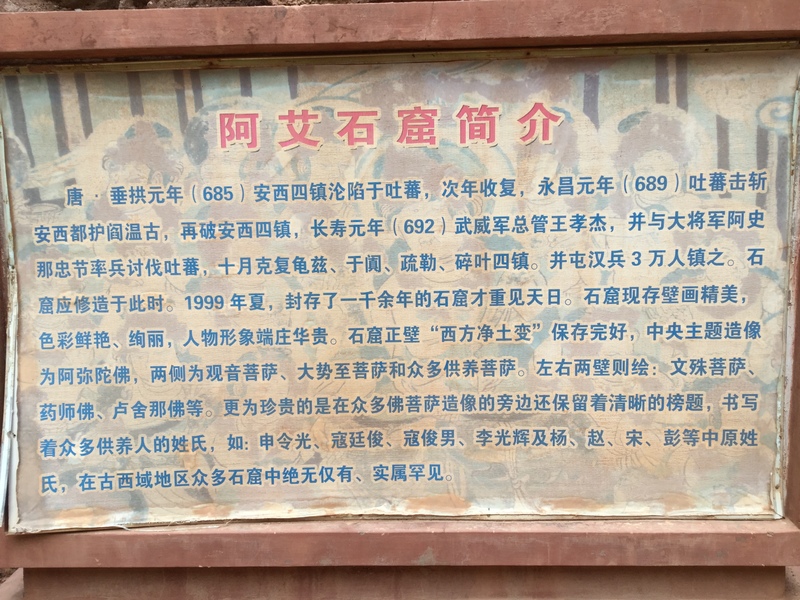 阿艾石窟简介
唐·垂拱元年（685）安西四镇沦陷于吐蕃，次年收复，永昌元年（689）吐蕃击斩
安西都护阎温古，再破安西四镇，长寿元年（692）武威军总管王孝杰，并与大将军阿史
那忠节率兵讨伐吐蕃，十月克复龟兹、于阗、疏勒、碎叶四镇。并屯汉兵3万人镇之。石
窟应修造于此时。1999年夏，封存了一千余年的石窟才重见天日。石窟现存壁画精美，
色彩鲜艳、绚丽，人物形象端庄华贵。石窟正壁“西方净土变”保存完好，中央主题造像
为阿弥陀佛，两侧为观音菩萨、大势至菩萨和众多供养菩萨。左右两壁则绘：文殊菩萨、
药师佛、卢舍那佛等。更为珍贵的是在众多佛菩萨造像的旁边还保留着清晰的榜题，书写
着众多供养人的姓氏，如：申令光、寇廷俊、寇俊男、李光辉及杨、赵、宋、彭等中原姓
氏，在古西域地区众多石窟中绝无仅有、实属罕见。